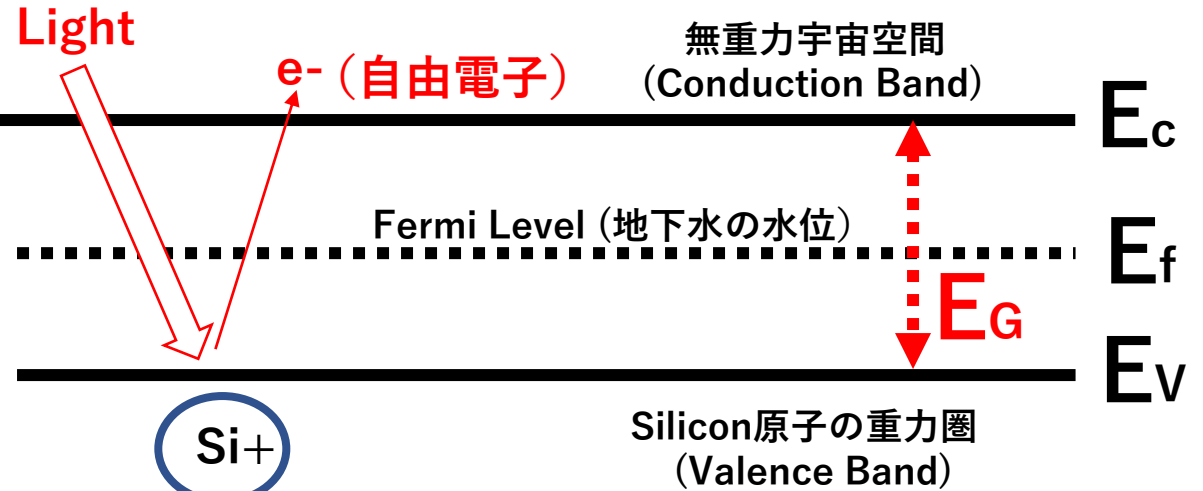 Light
e- (自由電子)
無重力宇宙空間
(Conduction Band)
Ec
Fermi Level (地下水の水位)
Ef
EG
EV
Si+
Silicon原子の重力圏
(Valence Band)